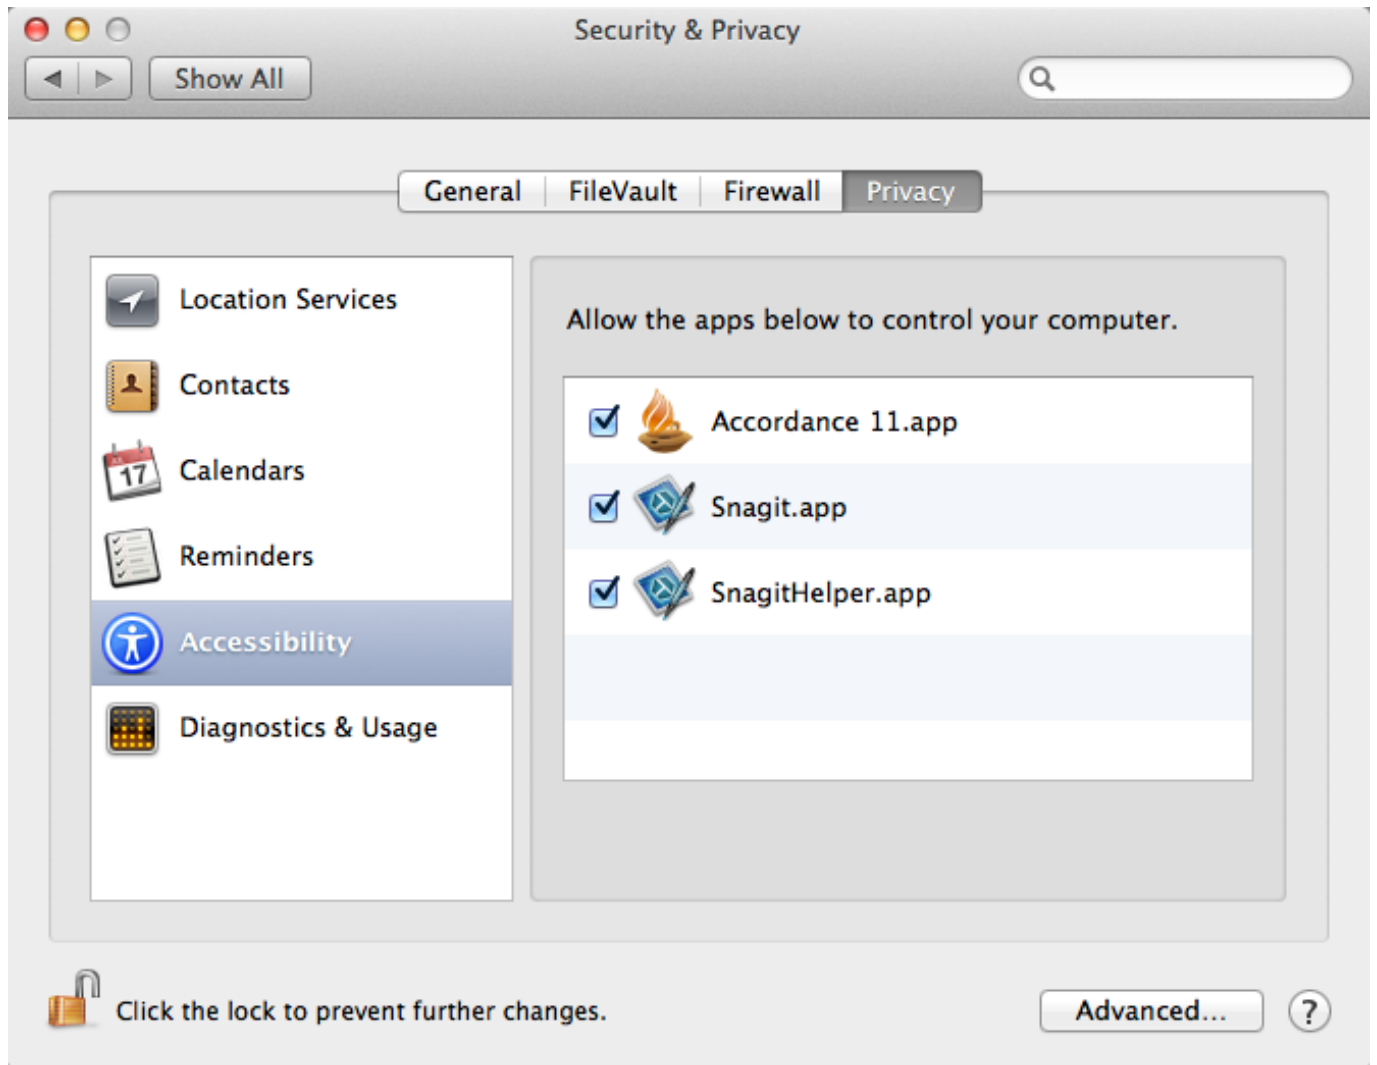 Security & Privacy
Show All
General FileVault Firewall Privacy
Location Services
Contacts
17
Calendars
Reminders
Accessibility
Diagnostics & Usage
Allow the apps below to control your computer.
Accordance 11.app
Snagit.app
SnagitHelper.app
Click the lock to prevent further changes.
Advanced...
?